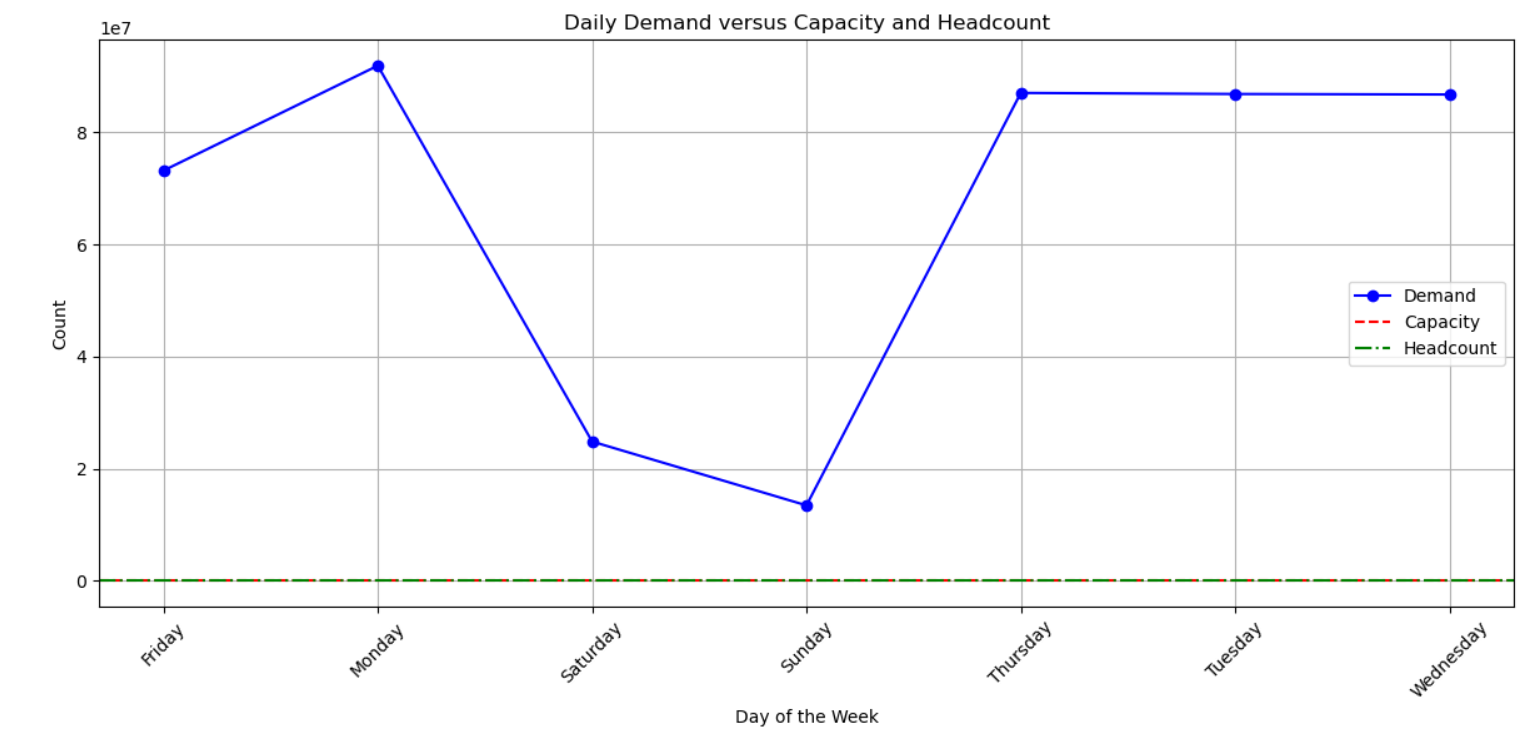 Daily Demand versus Capacity and Headcount
1e7
8
6
4
2
0
Count
Demand
Capacity
Headcount
Friday
Monday
Saturday
Sunday
Thursday
Tuesday
Wednesday
Day of the Week